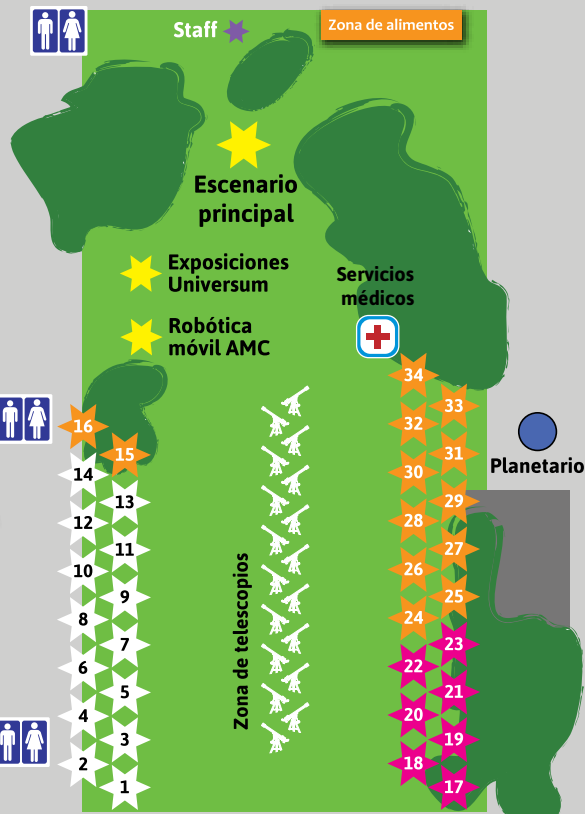 Staff
Zona de alimentos
Escenario
principal
Exposiciones
Universum
Servicios
médicos
Robótica
móvil AMC
34
33
16
32
Planetario
15
31
14
30
13
29
12
28
11
27
10
26
9
25
8
24
7
23
6
22
5
21
4
20
3
19
2
18
1
17
Zona de telescopios